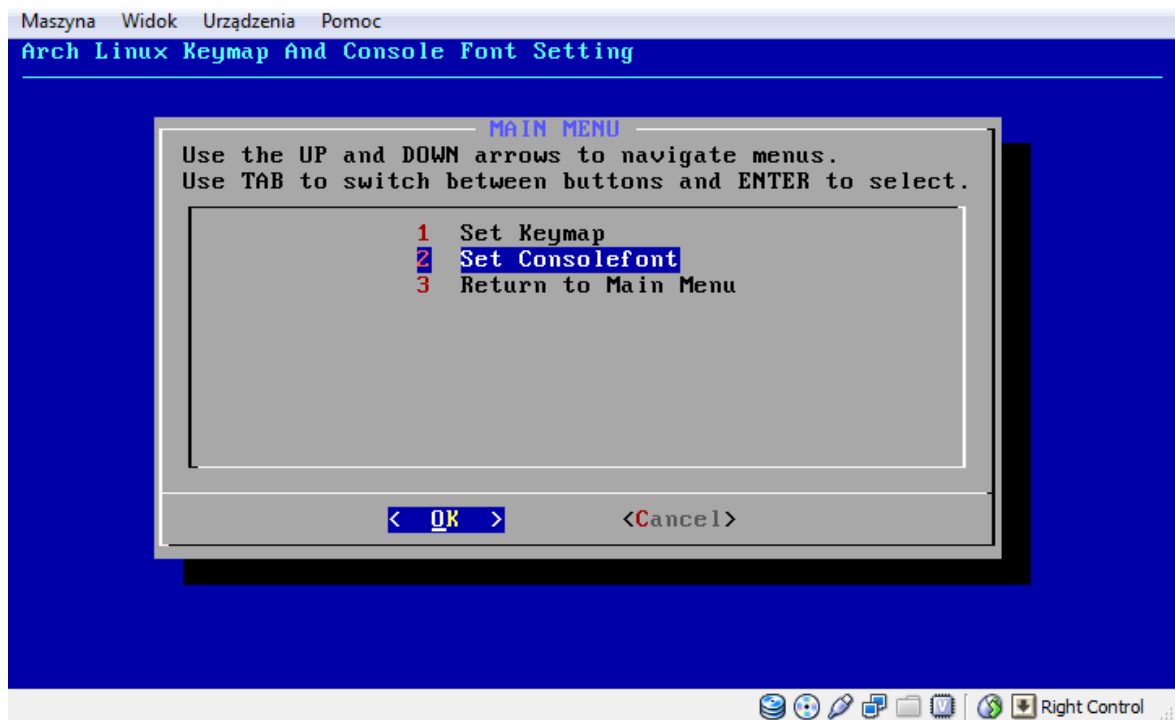 Maszyna Widok Urządzenia Pomoc
Arch Linux Keymap And Console Font Setting
MAIN MENU
Use the UP and DOWN arrows to navigate menus.
Use TAB to switch between buttons and ENTER to select.
1 Set Keymap
2 Set Consolefont
3 Return to Main Menu
< OK > <Cancel>
Right Control